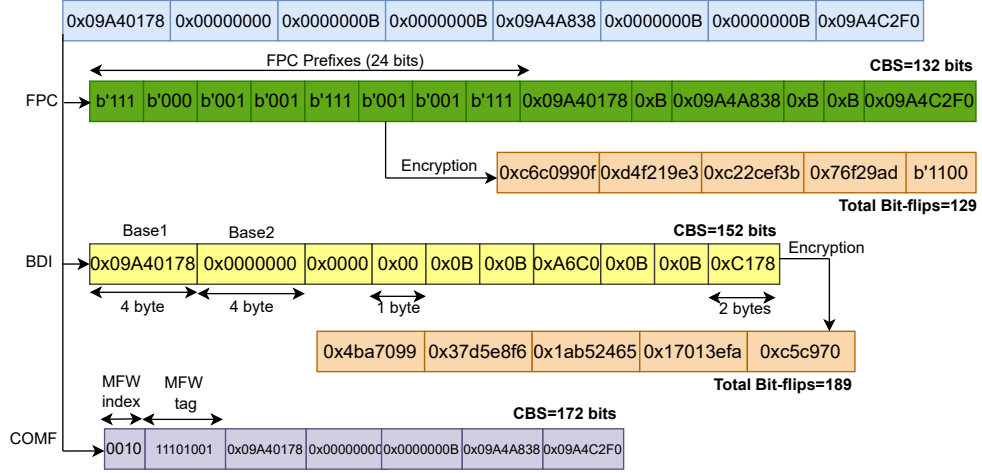 0x09A40178 0x00000000 0x0000000B 0x0000000B 0x09A4A838 0x0000000B 0x0000000B 0x09A4C2F0
FPC Prefixes (24 bits) CBS=132 bits
FPC b'111 b'000 b'001 b'001 b'111 b'001 b'001 b'111 0x09A40178 0xB 0x09A4A838 0xB 0xB 0x09A4C2F0
Encryption 0xc6c0990f 0xd4f219e3 0xc22cef3b 0x76f29ad b'1100
Total Bit-flips=129
Base1 Base2 CBS=152 bits Encryption
BDI 0x09A40178 0x0000000 0x0000 0x00 0x0B 0x0B 0xA6C0 0x0B 0x0B 0xC178
4 byte 4 byte 1 byte 2 bytes
0x4ba7099 0x37d5e8f6 0x1ab52465 0x17013efa 0xc5c970
Total Bit-flips=189
MFW index MFW tag CBS=172 bits
COMF 0010 11101001 0x09A40178 0x0000000C 0x0000000B 0x09A4A838 0x09A4C2F0